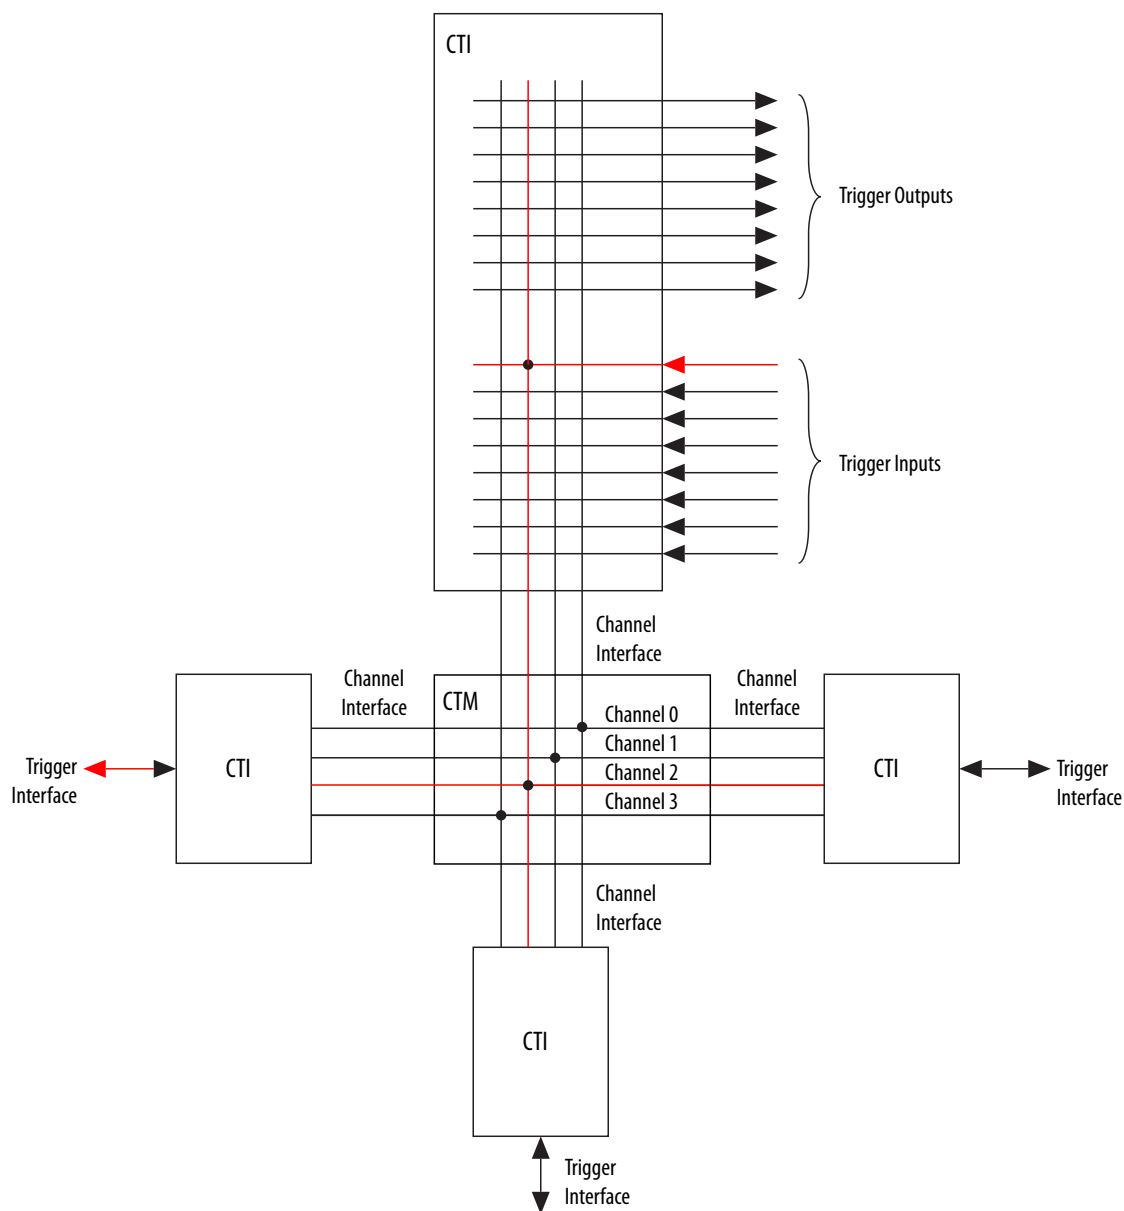 CTI
Trigger Outputs
Trigger Inputs
Channel
Interface
Channel
Interface
CTM
Channel 0
Channel 1
Channel 2
Channel 3
Channel
Interface
Trigger
Interface
CTI
CTI
Trigger
Interface
Channel
Interface
CTI
Trigger
Interface